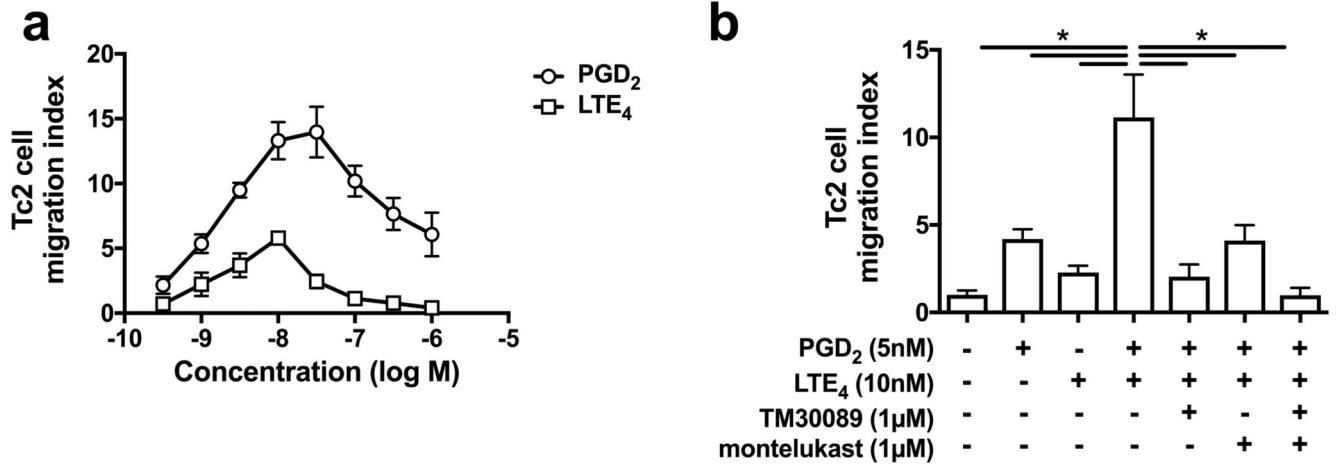 a
20
15
10
5
0
-10 -9 -8 -7 -6 -5
Tc2 cell
migration index
Concentration (log M)
PGD₂
LTE₄
b
* *
15
10
5
0
Tc2 cell
migration index
PGD₂ (5nM) - + - + + + +
LTE₄ (10nM) - - + + + + +
TM30089 (1µM) - - - - + - +
montelukast (1µM) - - - - - + +